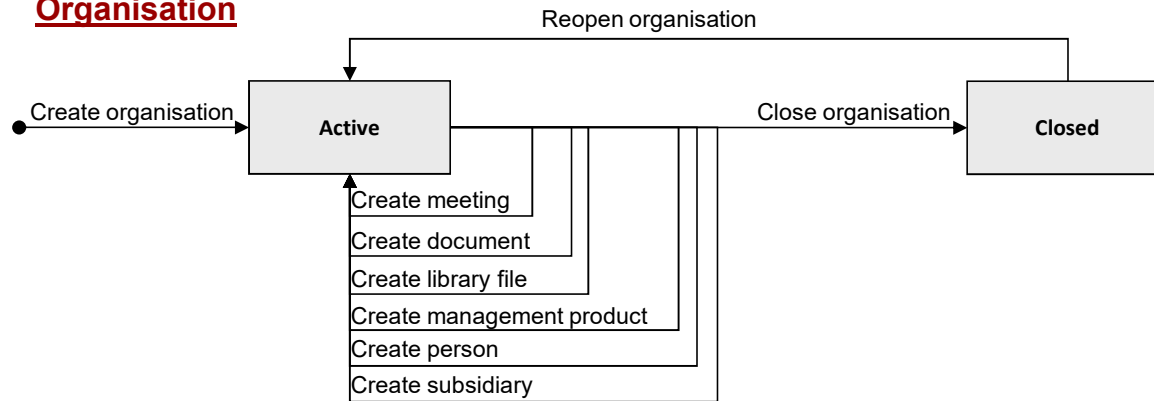 Organisation
Reopen organisation
Create organisation
Active
Close organisation
Closed
Create meeting
Create document
Create library file
Create management product
Create person
Create subsidiary